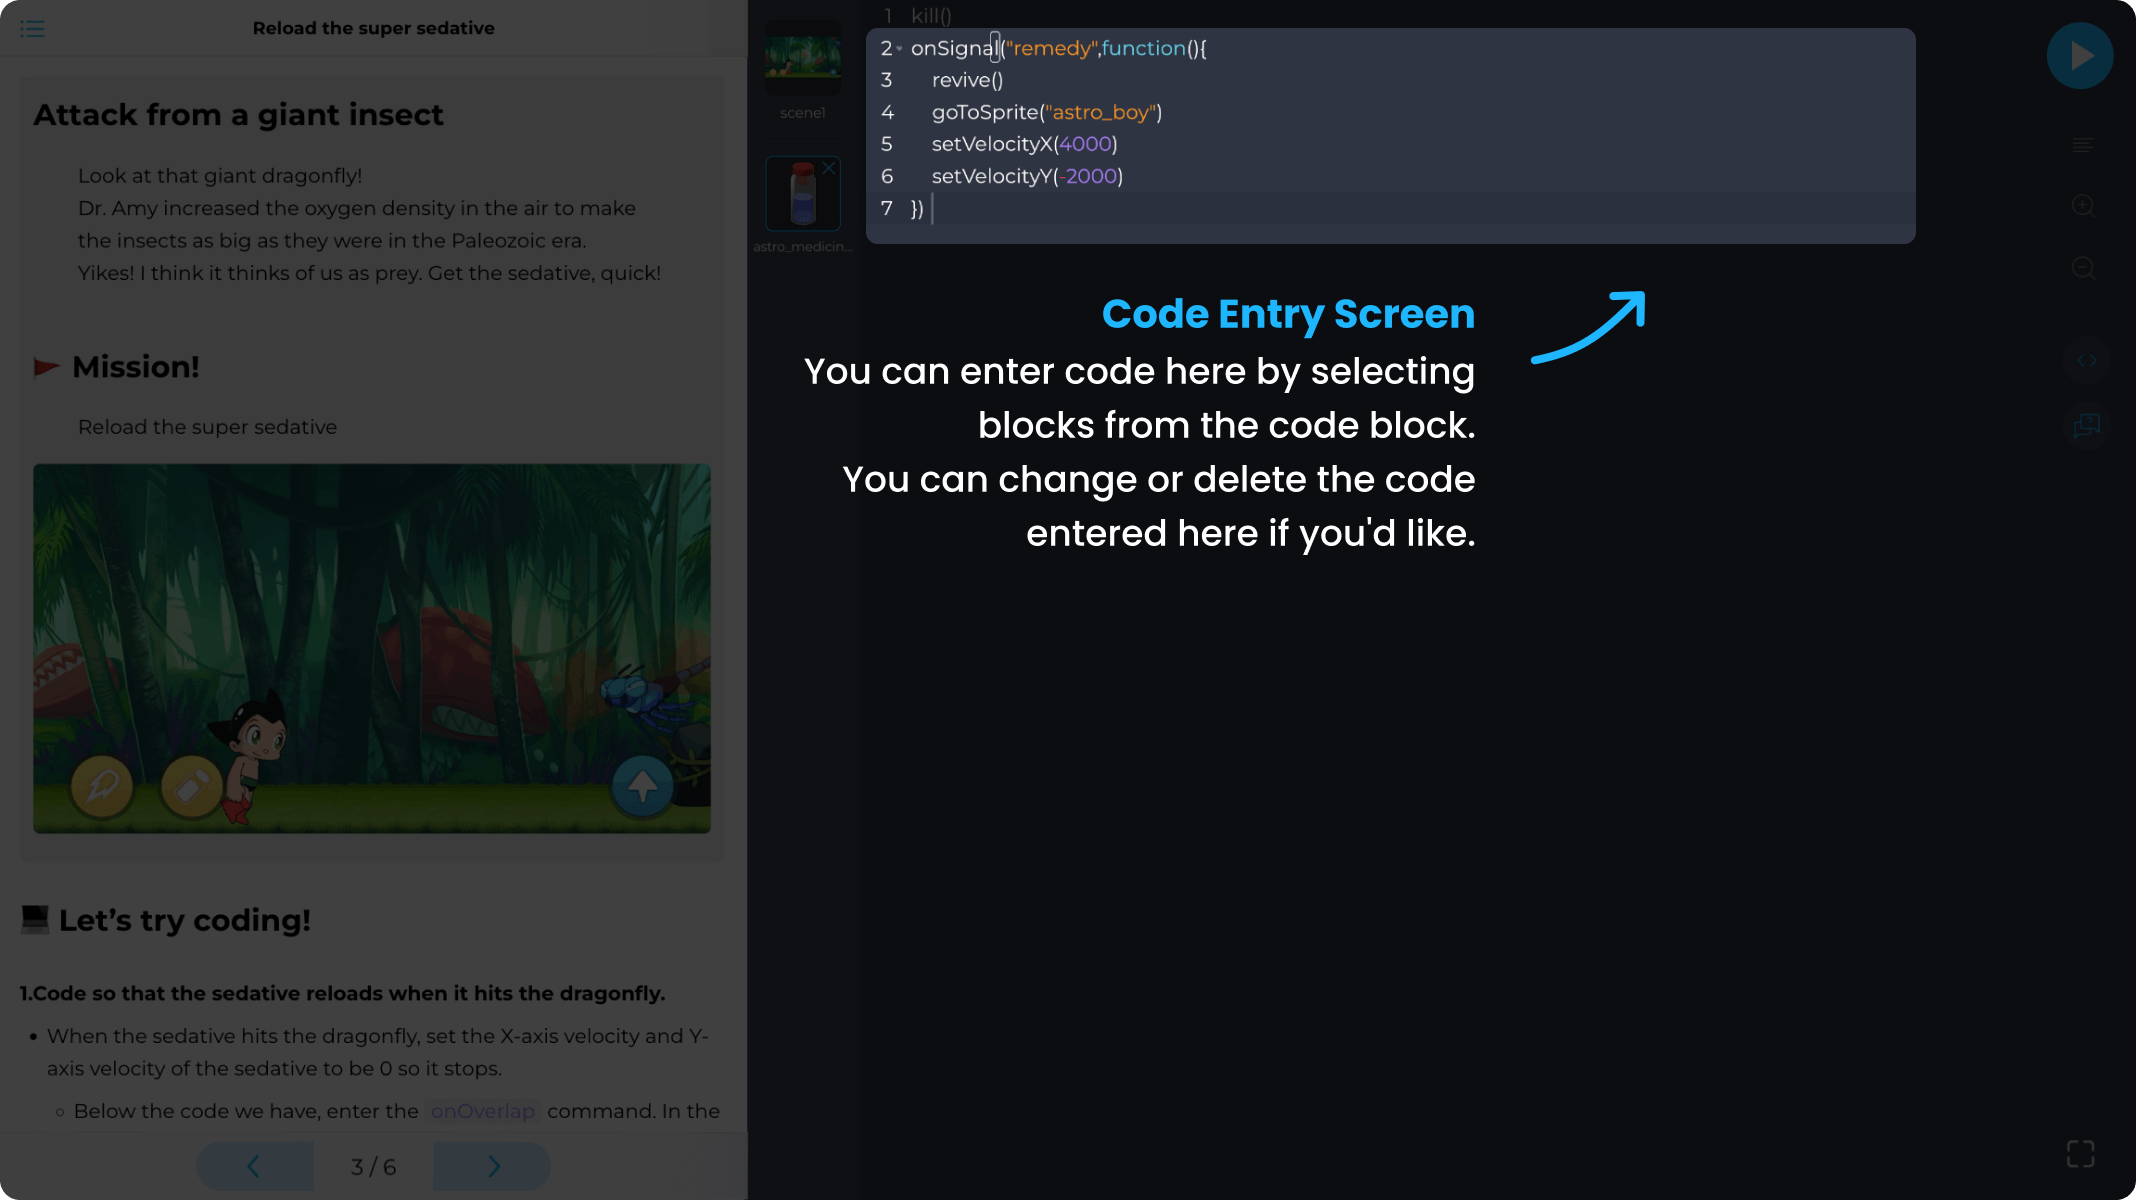 Reload the super sedative
Attack from a giant insect
Look at that giant dragonfly!
Dr. Amy increased the oxygen density in the air to make
the insects as big as they were in the Paleozoic era.
Yikes! I think it thinks of us as prey. Get the sedative, quick!
Mission!
Reload the super sedative
Let’s try coding!
1.Code so that the sedative reloads when it hits the dragonfly.
• When the sedative hits the dragonfly, set the X-axis velocity and Y-
axis velocity of the sedative to be 0 so it stops.
○ Below the code we have, enter the onOverlap command. In the
3 / 6
scene1
astro_medicin...
1 kill()
2 onSignal("remedy",function(){
3 revive()
4 goToSprite("astro_boy")
5 setVelocityX(4000)
6 setVelocityY(-2000)
7 })
Code Entry Screen
You can enter code here by selecting
blocks from the code block.
You can change or delete the code
entered here if you'd like.